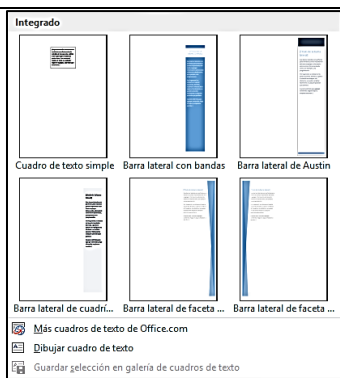 Integrado
Cuadro de texto simple
Barra lateral con bandas
Barra lateral de Austin
Barra lateral de cuadrí...
Barra lateral de faceta ...
Barra lateral de faceta ...
Más cuadros de texto de Office.com
Dibujar cuadro de texto
Guardar selección en galería de cuadros de texto